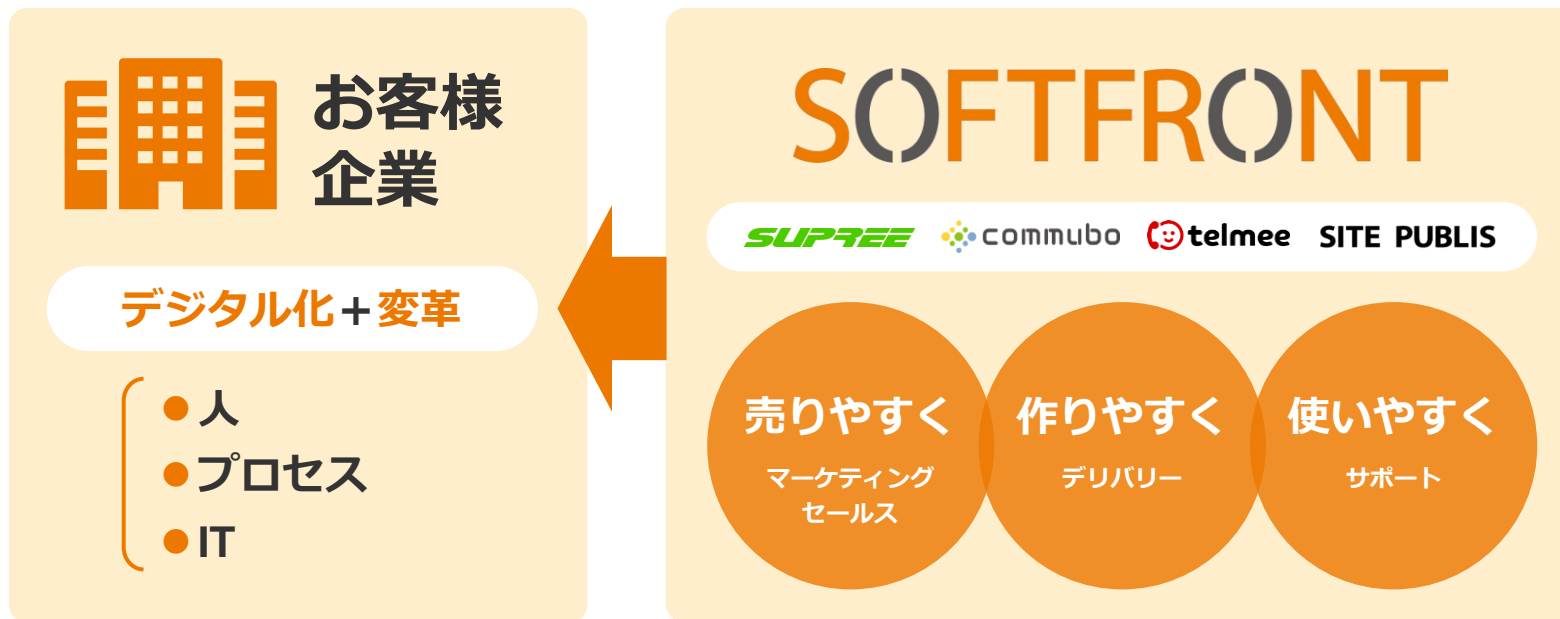 お客様
企業
デジタル化+変革
人
プロセス
IT
SOFTFRONT
SUPREE commubo telmee SITE PUBLIS
売りやすく
マーケティング
セールス
作りやすく
デリバリー
使いやすく
サポート